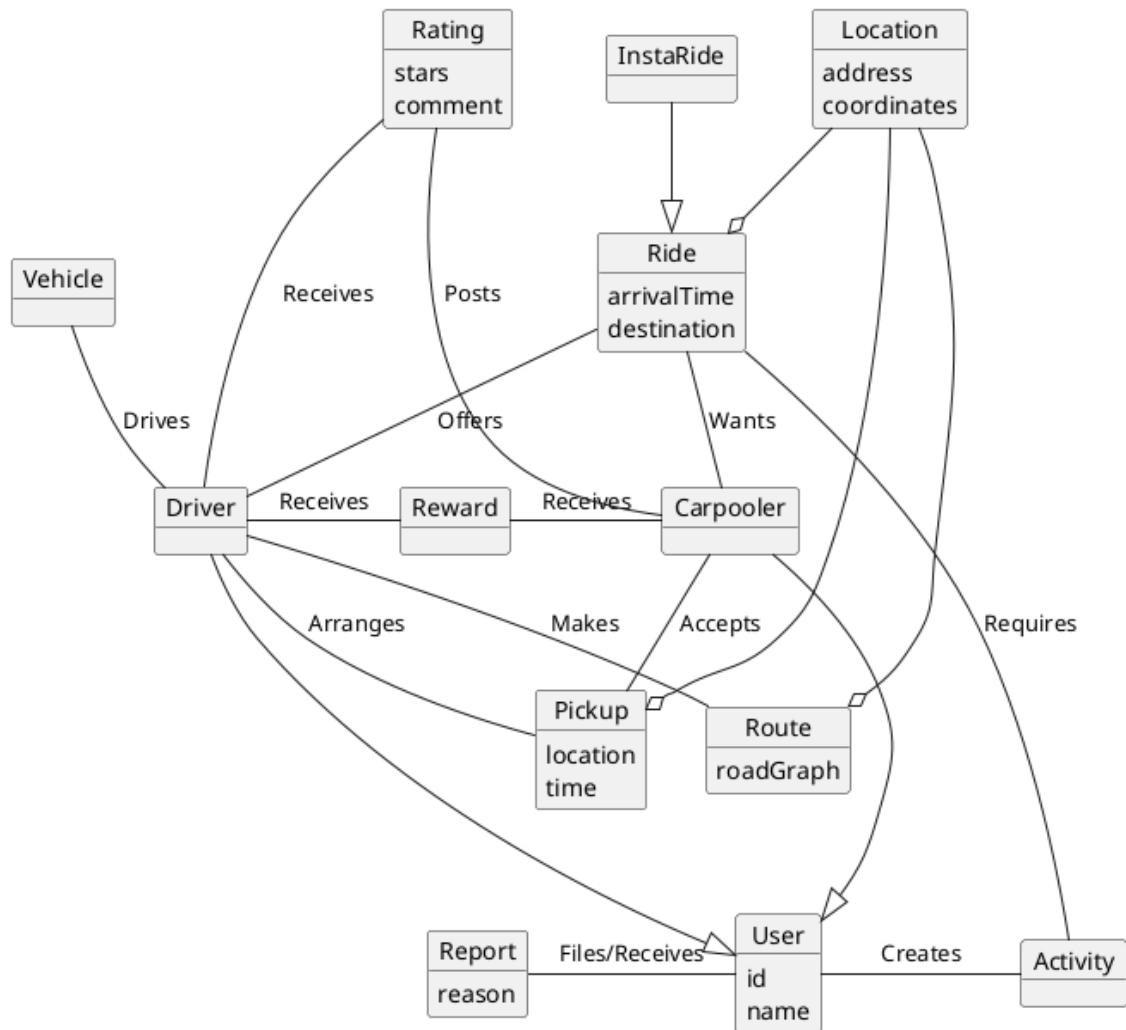 Rating
stars
comment
InstaRide
Location
address
coordinates
Vehicle
Receives
Posts
Ride
arrivalTime
destination
Drives
Offers
Wants
Driver
Receives
Reward
Receives
Carpooler
Arranges
Makes
Accepts
Requires
Pickup
location
time
Route
roadGraph
Report
reason
Files/Receives
User
id
name
Creates
Activity